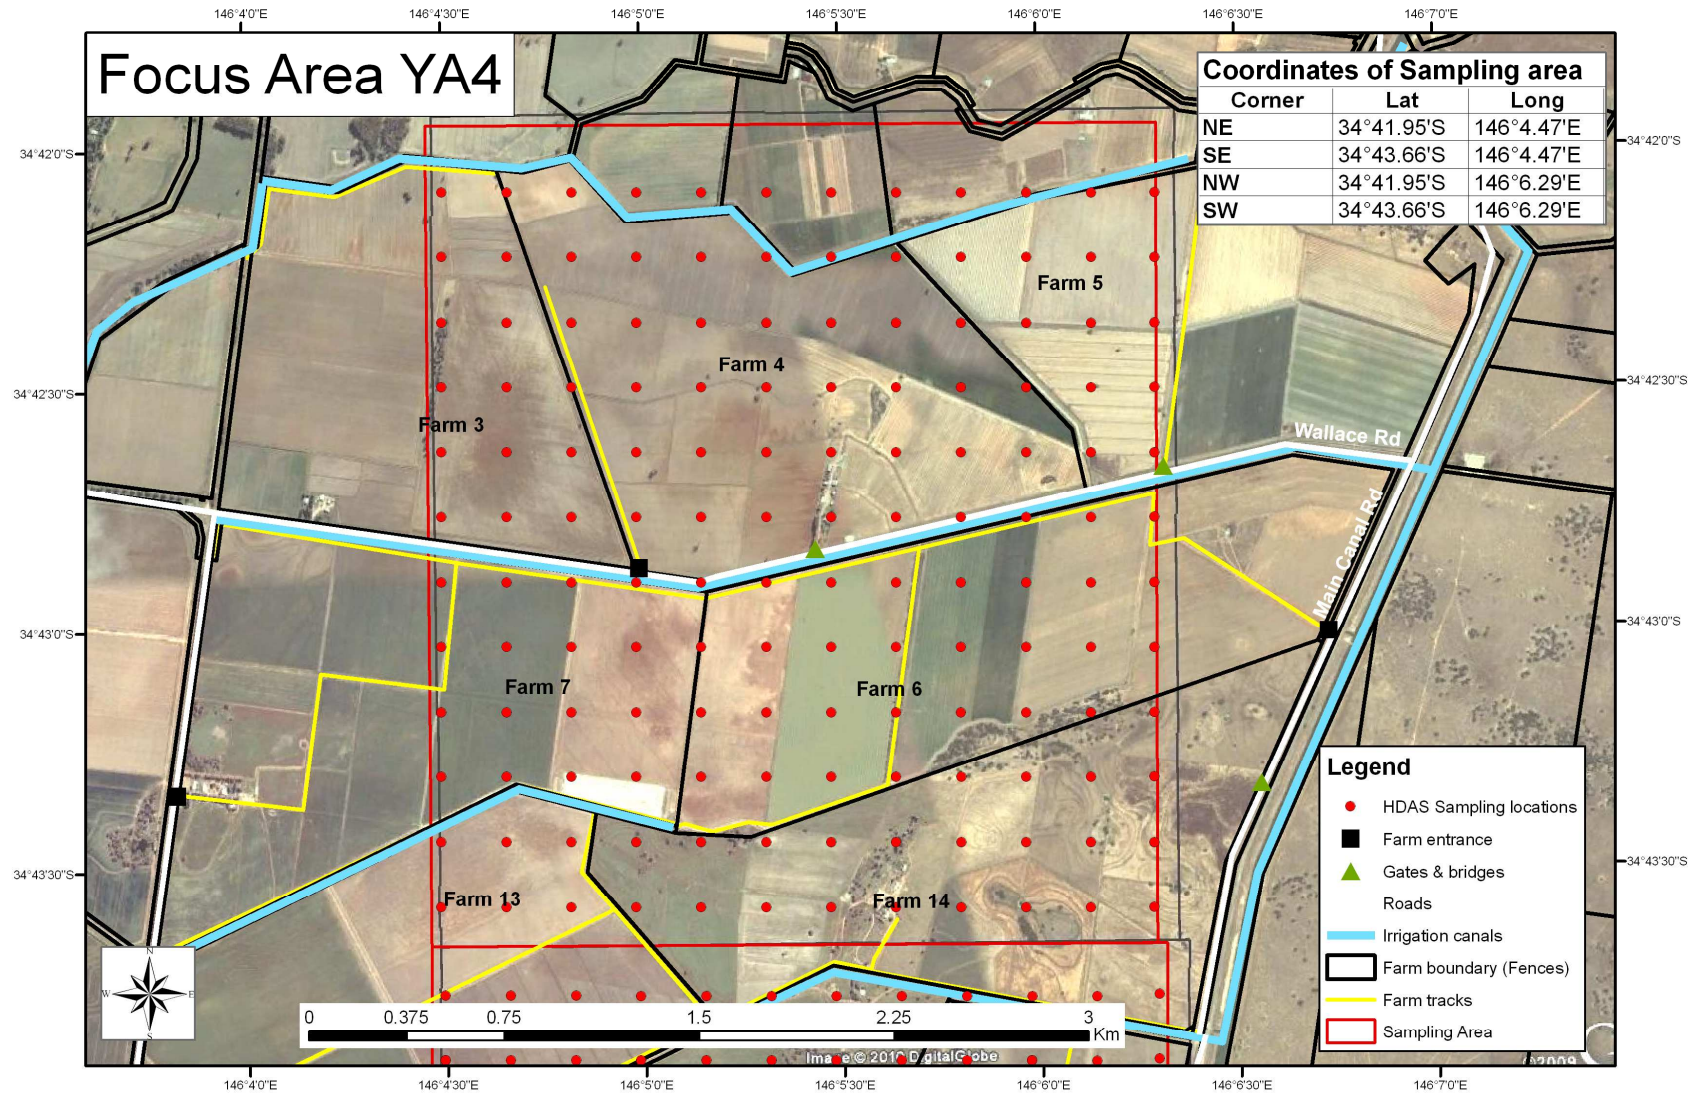 146°4'0"E 146°4'30"E 146°5'0"E 146°5'30"E 146°6'0"E 146°6'30"E 146°7'0"E
Focus Area YA4
Coordinates of Sampling area
Corner Lat Long
NE 34°41.95'S 146°4.47'E
SE 34°43.66'S 146°4.47'E
NW 34°41.95'S 146°6.29'E
SW 34°43.66'S 146°6.29'E
34°42'0"S 34°42'0"S
Farm 5
Farm 4
34°42'30"S 34°42'30"S
Farm 3
Wallace Rd
Main Canal Rd
34°43'0"S 34°43'0"S
Farm 7
Farm 6
Legend
HDAS Sampling locations
Farm entrance
Gates & bridges
Roads
Irrigation canals
Farm boundary (Fences)
Farm tracks
Sampling Area
34°43'30"S 34°43'30"S
Farm 13
Farm 14
N
W E
S
0 0.375 0.75 1.5 2.25 3
Km
Image © 2010 DigitalGlobe
©2009
146°4'0"E 146°4'30"E 146°5'0"E 146°5'30"E 146°6'0"E 146°6'30"E 146°7'0"E